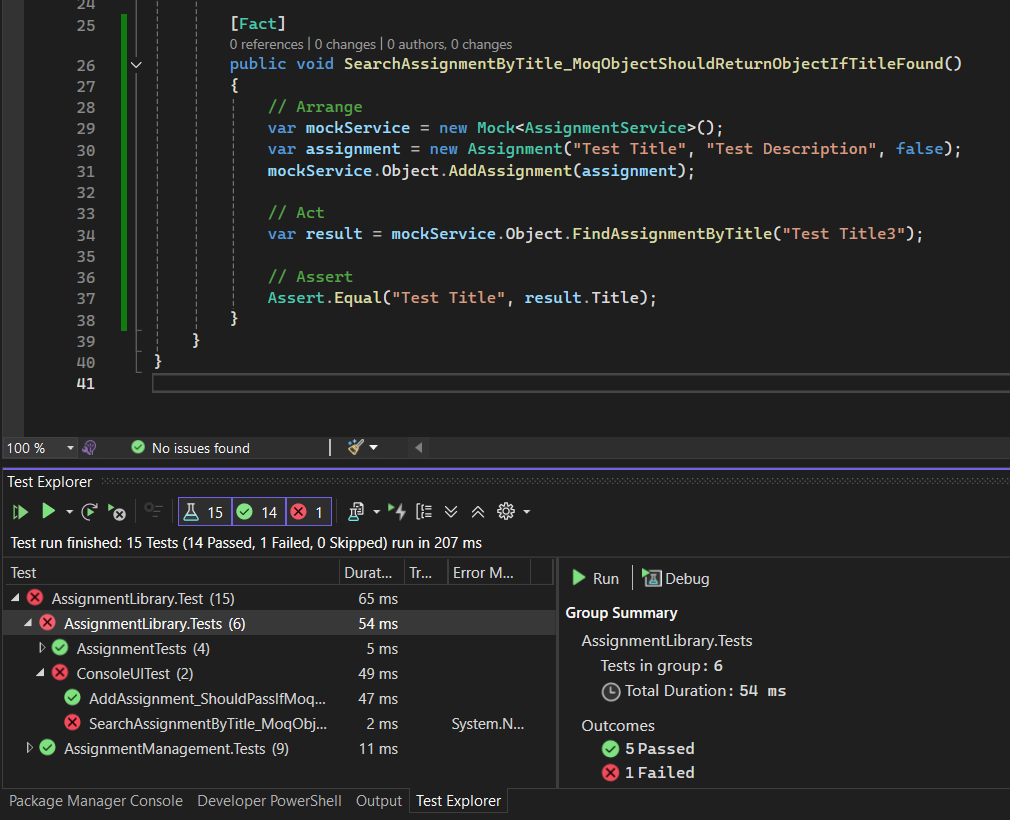 24
25 [Fact]
0 references | 0 changes | 0 authors, 0 changes
26 public void SearchAssignmentByTitle_MoqObjectShouldReturnObjectIfTitleFound()
27 {
28 // Arrange
29 var mockService = new Mock<AssignmentService>();
30 var assignment = new Assignment("Test Title", "Test Description", false);
31 mockService.Object.AddAssignment(assignment);
32
33 // Act
34 var result = mockService.Object.FindAssignmentByTitle("Test Title3");
35
36 // Assert
37 Assert.Equal("Test Title", result.Title);
38 }
39 }
40 }
41
100 % No issues found
Test Explorer
15 14 1
Test run finished: 15 Tests (14 Passed, 1 Failed, 0 Skipped) run in 207 ms
Test Durat... Tr... Error M...
AssignmentLibrary.Test (15) 65 ms
AssignmentLibrary.Tests (6) 54 ms
AssignmentTests (4) 5 ms
ConsoleUITest (2) 49 ms
AddAssignment_ShouldPassIfMoq... 47 ms
SearchAssignmentByTitle_MoqObj... 2 ms System.N...
AssignmentManagement.Tests (9) 11 ms
Run Debug
Group Summary
AssignmentLibrary.Tests
Tests in group: 6
Total Duration: 54 ms
Outcomes
5 Passed
1 Failed
Package Manager Console Developer PowerShell Output Test Explorer